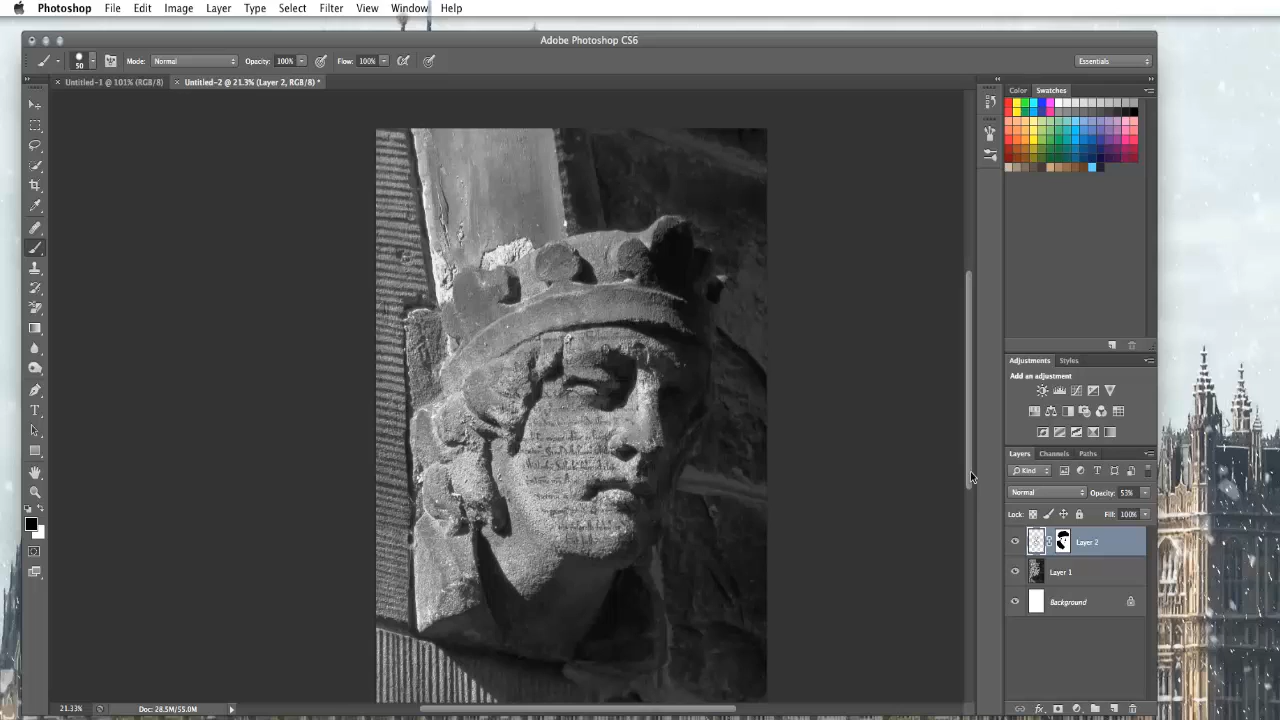 Photoshop File Edit Image Layer Type Select Filter View Window Help
Adobe Photoshop CS6
50 Mode: Normal Opacity: 100% Flow: 100% Essentials
Untitled-1 @ 101% (RGB/8) Untitled-2 @ 21.3% (Layer 2, RGB/8) *
Color Swatches
Adjustments Styles
Add an adjustment
Layers Channels Paths
Kind
Normal Opacity: 53%
Lock: Fill: 100%
Layer 2
Layer 1
Background
21.33% Doc: 28.5M/55.0M